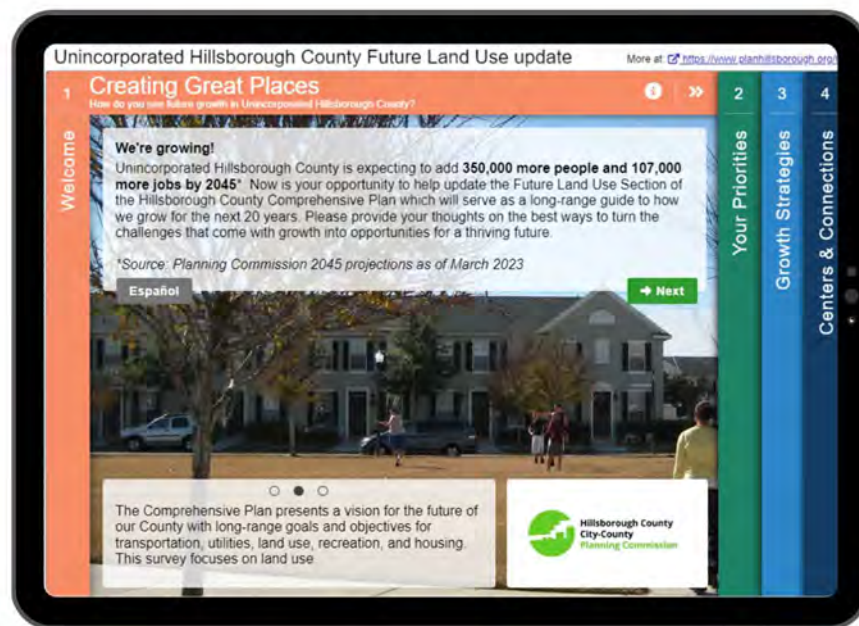 Unincorporated Hillsborough County Future Land Use update
More at: https://www.planhillsborough.org/
1 Creating Great Places
How do you see future growth in Unincorporated Hillsborough County?
Welcome
We're growing!
Unincorporated Hillsborough County is expecting to add 350,000 more people and 107,000
more jobs by 2045* Now is your opportunity to help update the Future Land Use Section of
the Hillsborough County Comprehensive Plan which will serve as a long-range guide to how
we grow for the next 20 years. Please provide your thoughts on the best ways to turn the
challenges that come with growth into opportunities for a thriving future.
*Source: Planning Commission 2045 projections as of March 2023
Español
Next
The Comprehensive Plan presents a vision for the future of
our County with long-range goals and objectives for
transportation, utilities, land use, recreation, and housing.
This survey focuses on land use
Hillsborough County
City-County
Planning Commission
2
Your Priorities
3
Growth Strategies
4
Centers & Connections